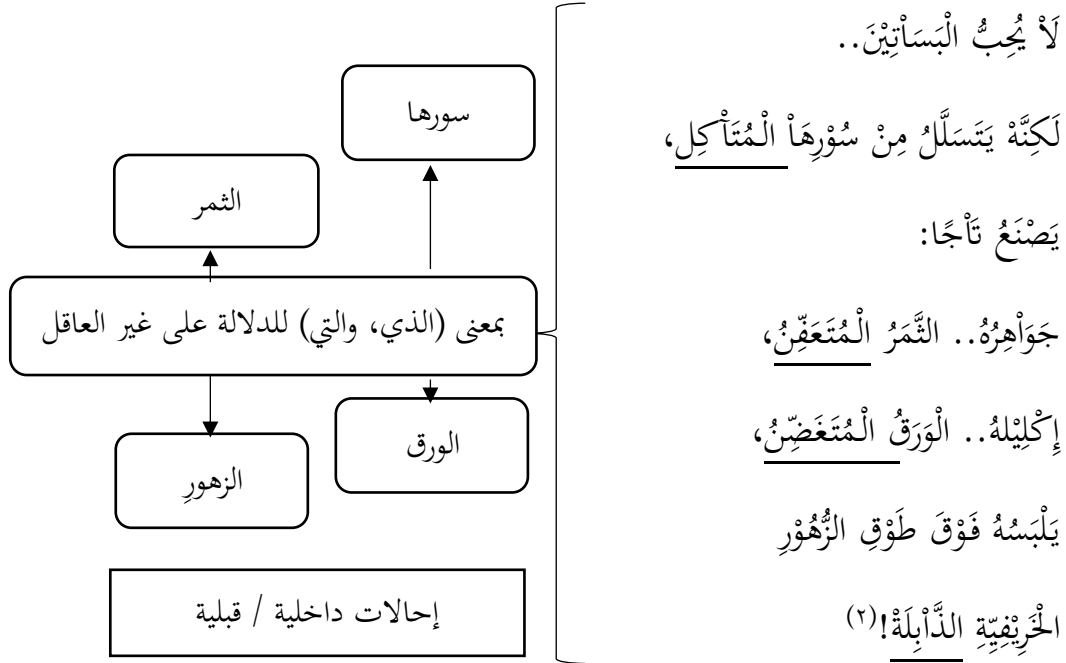 لَاْ يُحِبُّ الْبَسَاْتِيْنَ..
لَكِنَّهْ يَتَسَلَّلُ مِنْ سُوْرِهَاْ الْمُتَآْكِل،
يَصْنَعُ تَاْجًا:
جَوَاْهِرُهُ.. الثَّمَرُ الْمُتَعَفِّنُ،
إِكْلِيْلهُ.. الْوَرَقُ الْمُتَغَضِّنُ،
يَلْبَسُهُ فَوْقَ طَوْقِ الزُّهُوْرِ
الْخَرِيْفِيِّةِ الذَّاْبِلَةْ!(٢)
سورها
الثمر
بمعنى (الذي، والتي) للدلالة على غير العاقل
الورق
الزهورِ
إحالات داخلية / قبلية